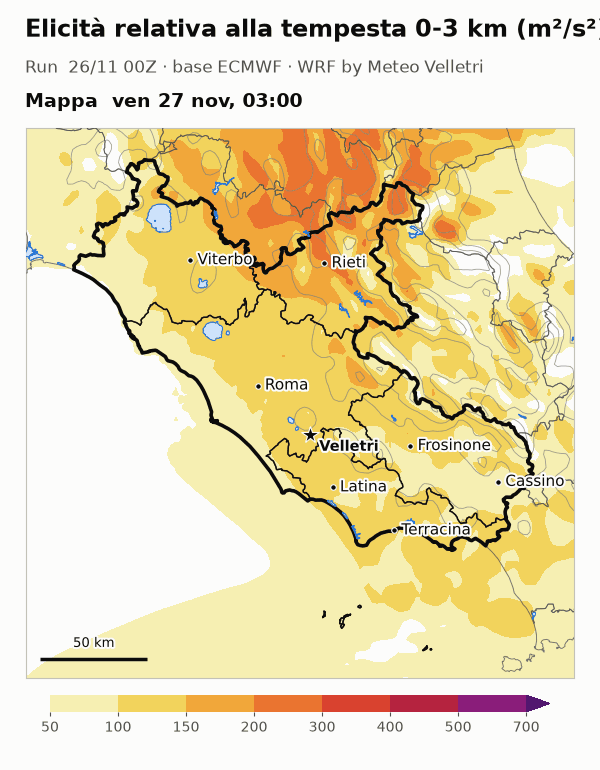 Elicità relativa alla tempesta 0-3 km (m²/s²)
Run  26/11 00Z · base ECMWF · WRF by Meteo Velletri
Mappa  ven 27 nov, 03:00
Viterbo
Rieti
Roma
Velletri
Frosinone
Latina
Cassino
Terracina
50 km
50 100 150 200 300 400 500 700